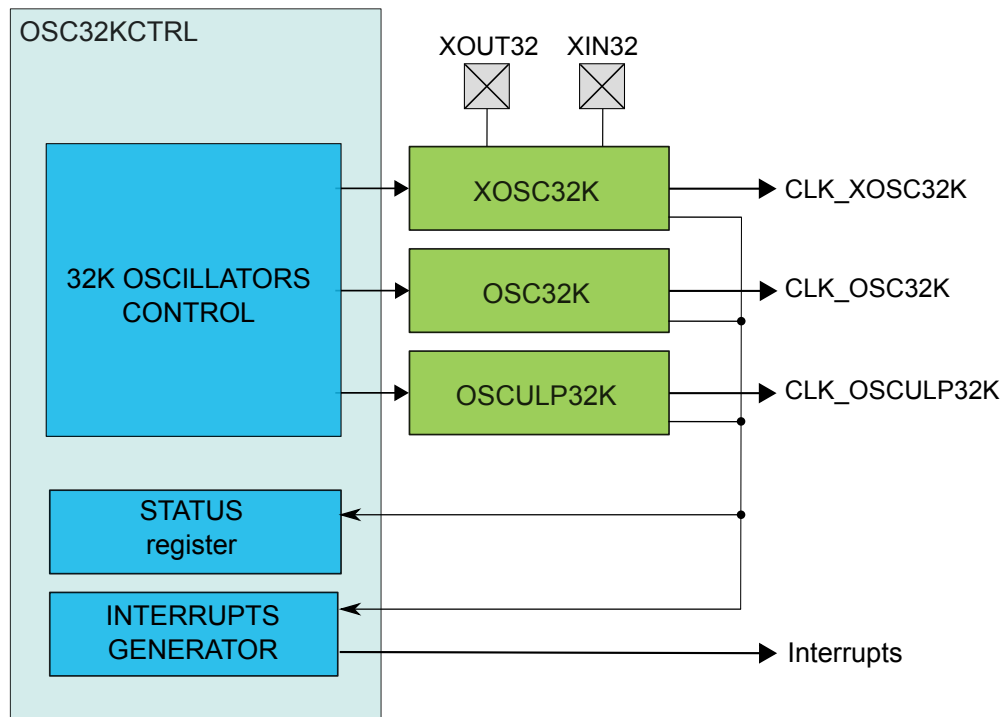 OSC32KCTRL
XOUT32
XIN32
32K OSCILLATORS
CONTROL
XOSC32K
CLK_XOSC32K
OSC32K
CLK_OSC32K
OSCULP32K
CLK_OSCULP32K
STATUS
register
INTERRUPTS
GENERATOR
Interrupts